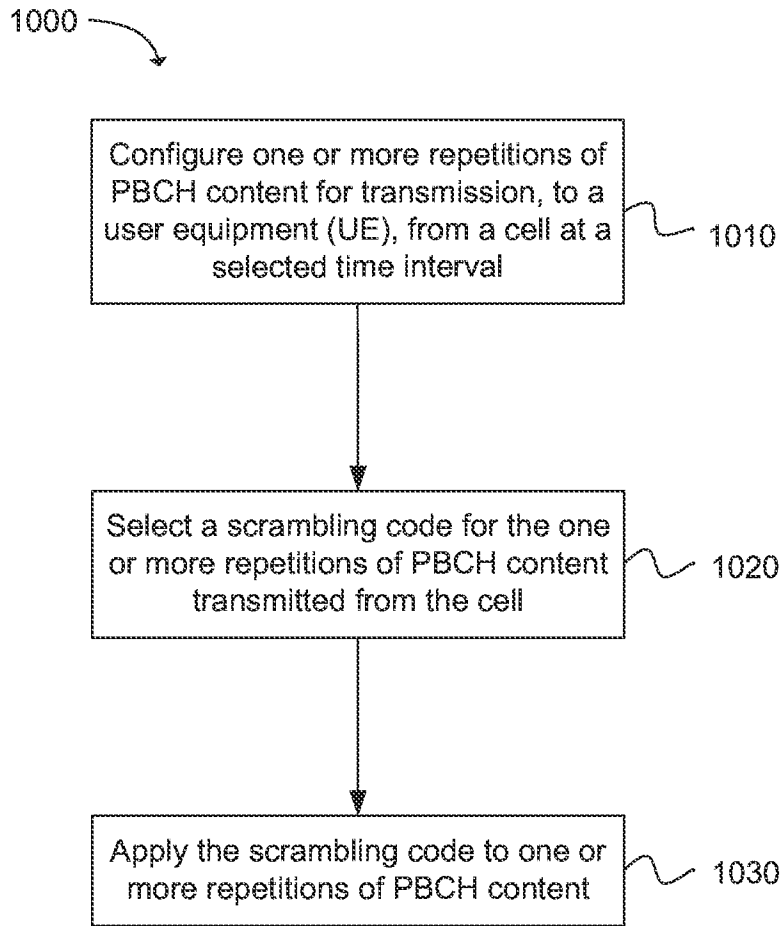 1000
Configure one or more repetitions of
PBCH content for transmission, to a
user equipment (UE), from a cell at a
selected time interval
1010
Select a scrambling code for the one
or more repetitions of PBCH content
transmitted from the cell
1020
Apply the scrambling code to one or
more repetitions of PBCH content
1030